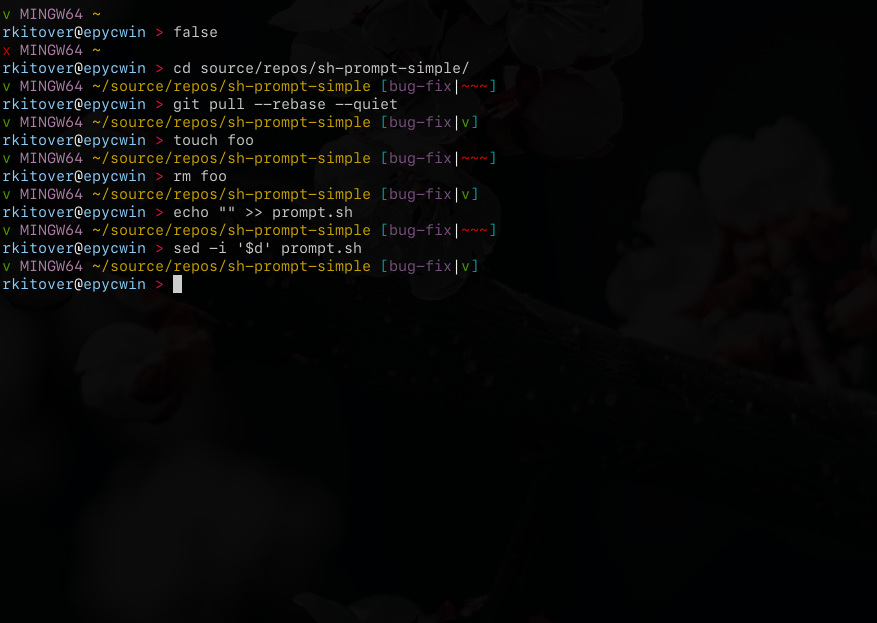 v MINGW64 ~
rkitover@epycwin > false
x MINGW64 ~
rkitover@epycwin > cd source/repos/sh-prompt-simple/
v MINGW64 ~/source/repos/sh-prompt-simple [bug-fix|~~~]
rkitover@epycwin > git pull --rebase --quiet
v MINGW64 ~/source/repos/sh-prompt-simple [bug-fix|v]
rkitover@epycwin > touch foo
v MINGW64 ~/source/repos/sh-prompt-simple [bug-fix|~~~]
rkitover@epycwin > rm foo
v MINGW64 ~/source/repos/sh-prompt-simple [bug-fix|v]
rkitover@epycwin > echo "" >> prompt.sh
v MINGW64 ~/source/repos/sh-prompt-simple [bug-fix|~~~]
rkitover@epycwin > sed -i '$d' prompt.sh
v MINGW64 ~/source/repos/sh-prompt-simple [bug-fix|v]
rkitover@epycwin >